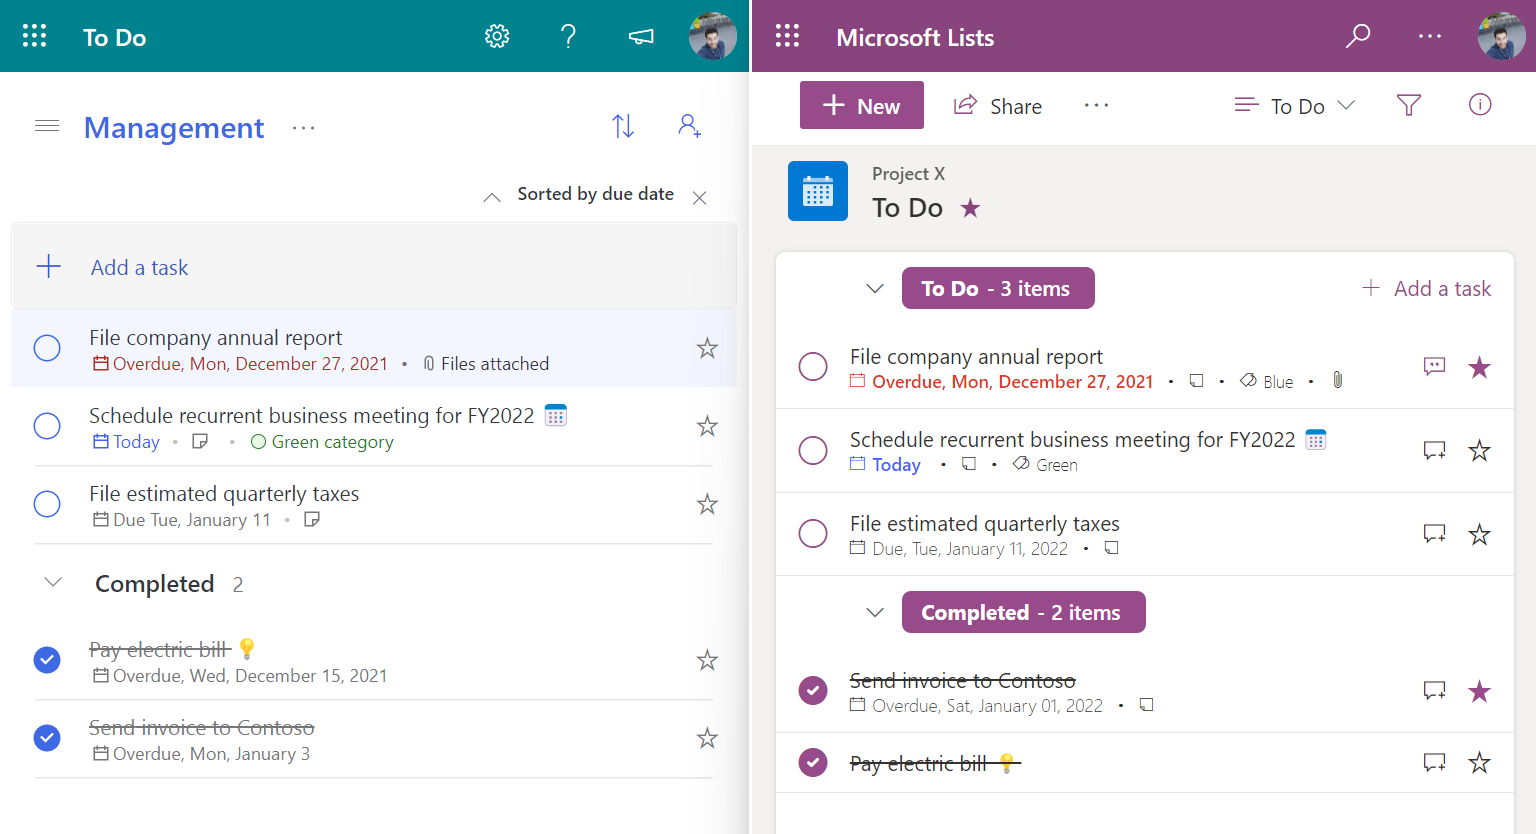 To Do
?
Management ...
Sorted by due date
Add a task
File company annual report
Overdue, Mon, December 27, 2021 • Files attached
Schedule recurrent business meeting for FY2022
Today • • Green category
File estimated quarterly taxes
Due Tue, January 11 •
Completed 2
Pay electric bill
Overdue, Wed, December 15, 2021
Send invoice to Contoso
Overdue, Mon, January 3
Microsoft Lists ...
New Share ... To Do
Project X
To Do
To Do - 3 items Add a task
File company annual report
Overdue, Mon, December 27, 2021 • • Blue •
Schedule recurrent business meeting for FY2022
Today • • Green
File estimated quarterly taxes
Due, Tue, January 11, 2022 •
Completed - 2 items
Send invoice to Contoso
Overdue, Sat, January 01, 2022 •
Pay electric bill